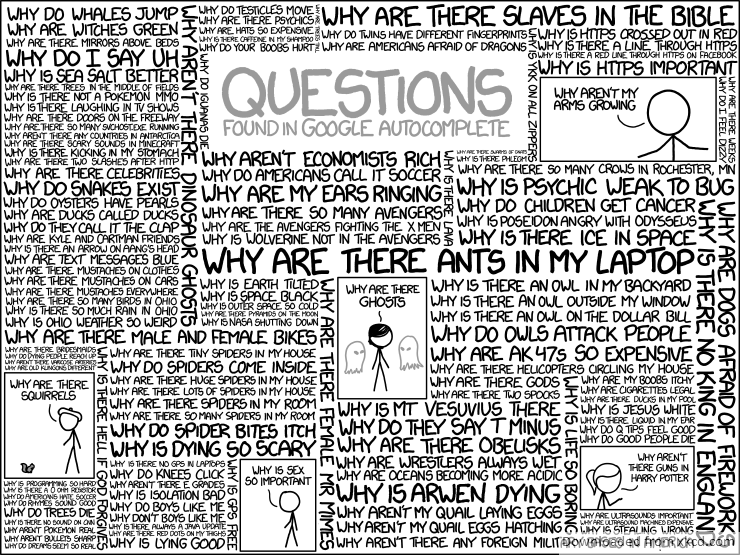 WHY DO WHALES JUMP
WHY ARE WITCHES GREEN
WHY ARE THERE MIRRORS ABOVE BEDS
WHY DO I SAY UH
WHY IS SEA SALT BETTER
WHY ARE THERE TREES IN THE MIDDLE OF FIELDS
WHY IS THERE NOT A POKEMON MMO
WHY IS THERE LAUGHING IN TV SHOWS
WHY ARE THERE DOORS ON THE FREEWAY
WHY ARE THERE SO MANY SVCHOST.EXE RUNNING
WHY AREN'T THERE ANY COUNTRIES IN ANTARCTICA
WHY ARE THERE SCARY SOUNDS IN MINECRAFT
WHY IS THERE KICKING IN MY STOMACH
WHY ARE THERE TWO SLASHES AFTER HTTP
WHY ARE THERE CELEBRITIES
WHY DO SNAKES EXIST
WHY DO OYSTERS HAVE PEARLS
WHY ARE DUCKS CALLED DUCKS
WHY DO THEY CALL IT THE CLAP
WHY ARE KYLE AND CARTMAN FRIENDS
WHY IS THERE AN ARROW ON AANG'S HEAD
WHY ARE TEXT MESSAGES BLUE
WHY ARE THERE MUSTACHES ON CLOTHES
WHY ARE THERE MUSTACHES ON CARS
WHY ARE THERE MUSTACHES EVERYWHERE
WHY ARE THERE SO MANY BIRDS IN OHIO
WHY IS THERE SO MUCH RAIN IN OHIO
WHY IS OHIO WEATHER SO WEIRD
WHY ARE THERE MALE AND FEMALE BIKES
WHY ARE THERE BRIDESMAIDS
WHY DO DYING PEOPLE REACH UP
WHY AREN'T THERE VARICOSE ARTERIES
WHY ARE OLD KLINGONS DIFFERENT
WHY ARE THERE
SQUIRRELS
WHY IS PROGRAMMING SO HARD
WHY IS THERE A 0 OHM RESISTOR
WHY DO AMERICANS HATE SOCCER
WHY DO RHYMES SOUND GOOD
WHY DO TREES DIE
WHY IS THERE NO SOUND ON CNN
WHY AREN'T POKEMON REAL
WHY AREN'T BULLETS SHARP
WHY DO DREAMS SEEM SO REAL
WHY AREN'T THERE DINOSAUR GHOSTS
WHY DO TESTICLES MOVE
WHY ARE THERE PSYCHICS
WHY ARE HATS SO EXPENSIVE
WHY IS THERE CAFFEINE IN MY SHAMPOO
WHY DO YOUR BOOBS HURT
WHY DO IGUANAS DIE
WHY ARE THERE SLAVES IN THE BIBLE
WHY DO TWINS HAVE DIFFERENT FINGERPRINTS
WHY ARE AMERICANS AFRAID OF DRAGONS
WHY IS YKK ON ALL ZIPPERS
WHY IS HTTPS CROSSED OUT IN RED
WHY IS THERE A LINE THROUGH HTTPS
WHY IS THERE A RED LINE THROUGH HTTPS ON FACEBOOK
WHY IS HTTPS IMPORTANT
QUESTIONS
FOUND IN GOOGLE AUTOCOMPLETE
WHY AREN'T MY
ARMS GROWING
WHY ARE THERE WEEKS
WHY DO I FEEL DIZZY
WHY AREN'T ECONOMISTS RICH
WHY DO AMERICANS CALL IT SOCCER
WHY ARE MY EARS RINGING
WHY ARE THERE SO MANY AVENGERS
WHY ARE THE AVENGERS FIGHTING THE X MEN
WHY IS WOLVERINE NOT IN THE AVENGERS
WHY IS THERE LAVA
WHY ARE THERE SWARMS OF GNATS
WHY IS THERE PHLEGM
WHY ARE THERE SO MANY CROWS IN ROCHESTER, MN
WHY IS PSYCHIC WEAK TO BUG
WHY DO CHILDREN GET CANCER
WHY IS POSEIDON ANGRY WITH ODYSSEUS
WHY IS THERE ICE IN SPACE
WHY ARE THERE ANTS IN MY LAPTOP
WHY IS EARTH TILTED
WHY IS SPACE BLACK
WHY IS OUTER SPACE SO COLD
WHY ARE THERE PYRAMIDS ON THE MOON
WHY IS NASA SHUTTING DOWN
WHY ARE THERE
GHOSTS
WHY ARE THERE FEMALE MR MIMES
WHY IS THERE AN OWL IN MY BACKYARD
WHY IS THERE AN OWL OUTSIDE MY WINDOW
WHY IS THERE AN OWL ON THE DOLLAR BILL
WHY DO OWLS ATTACK PEOPLE
WHY ARE AK 47s SO EXPENSIVE
WHY ARE THERE HELICOPTERS CIRCLING MY HOUSE
WHY ARE THERE GODS
WHY ARE THERE TWO SPOCKS
WHY ARE DOGS AFRAID OF FIREWORKS
WHY IS THERE NO KING IN ENGLAND
WHY IS THERE HELL IF GOD FORGIVES
WHY ARE THERE TINY SPIDERS IN MY HOUSE
WHY DO SPIDERS COME INSIDE
WHY ARE THERE HUGE SPIDERS IN MY HOUSE
WHY ARE THERE LOTS OF SPIDERS IN MY HOUSE
WHY ARE THERE SPIDERS IN MY ROOM
WHY ARE THERE SO MANY SPIDERS IN MY ROOM
WHY DO SPIDER BITES ITCH
WHY IS DYING SO SCARY
WHY IS THERE NO GPS IN LAPTOPS
WHY DO KNEES CLICK
WHY AREN'T THERE E GRADES
WHY IS ISOLATION BAD
WHY DO BOYS LIKE ME
WHY DON'T BOYS LIKE ME
WHY IS THERE ALWAYS A JAVA UPDATE
WHY ARE THERE RED DOTS ON MY THIGHS
WHY IS LYING GOOD
WHY IS GPS FREE
WHY IS SEX
SO IMPORTANT
WHY IS MT VESUVIUS THERE
WHY DO THEY SAY T MINUS
WHY ARE THERE OBELISKS
WHY ARE WRESTLERS ALWAYS WET
WHY ARE OCEANS BECOMING MORE ACIDIC
WHY IS ARWEN DYING
WHY AREN'T MY QUAIL LAYING EGGS
WHY AREN'T MY QUAIL EGGS HATCHING
WHY AREN'T THERE ANY FOREIGN MILITARY
WHY IS LIFE SO BORING
WHY ARE MY BOOBS ITCHY
WHY ARE CIGARETTES LEGAL
WHY ARE THERE DUCKS IN MY POOL
WHY IS JESUS WHITE
WHY IS THERE LIQUID IN MY EAR
WHY DO Q TIPS FEEL GOOD
WHY DO GOOD PEOPLE DIE
WHY AREN'T
THERE GUNS IN
HARRY POTTER
WHY ARE ULTRASOUNDS IMPORTANT
WHY ARE ULTRASOUND MACHINES EXPENSIVE
WHY IS STEALING WRONG